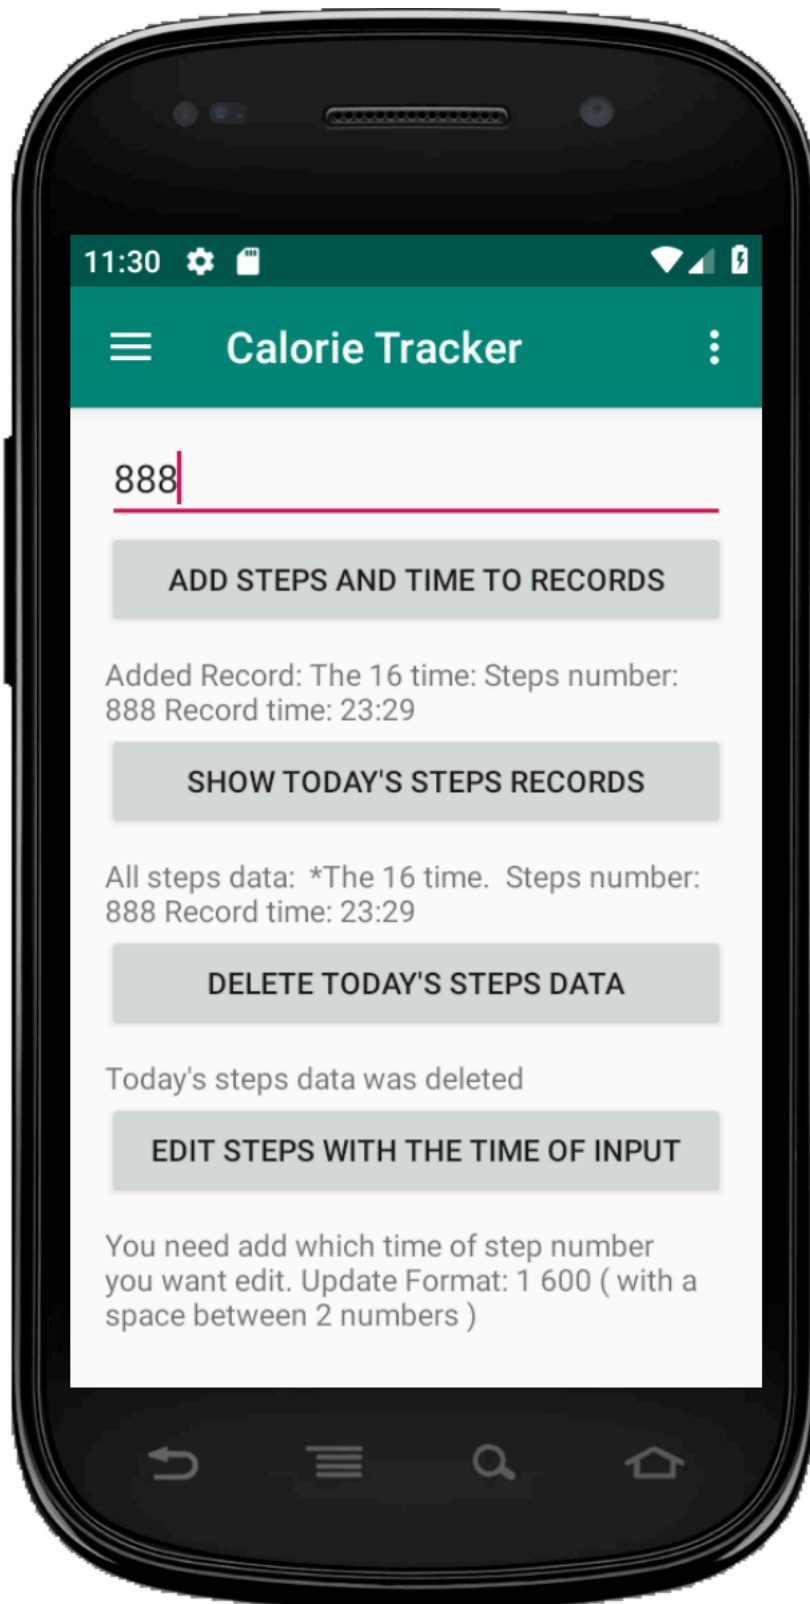 11:30
Calorie Tracker
888
ADD STEPS AND TIME TO RECORDS
Added Record: The 16 time: Steps number:
888 Record time: 23:29
SHOW TODAY'S STEPS RECORDS
All steps data:  *The 16 time.  Steps number:
888 Record time: 23:29
DELETE TODAY'S STEPS DATA
Today's steps data was deleted
EDIT STEPS WITH THE TIME OF INPUT
You need add which time of step number
you want edit. Update Format: 1 600 ( with a
space between 2 numbers )